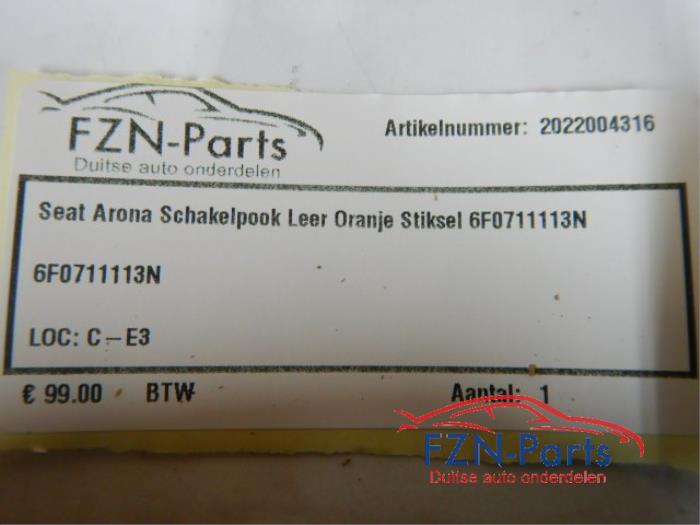 FZN-Parts
Duitse auto onderdelen
Artikelnummer: 2022004316
Seat Arona Schakelpook Leer Oranje Stiksel 6F0711113N
6F0711113N
LOC: C-E3
€ 99.00 BTW Aantal: 1
FZN-Parts
Duitse auto onderdelen